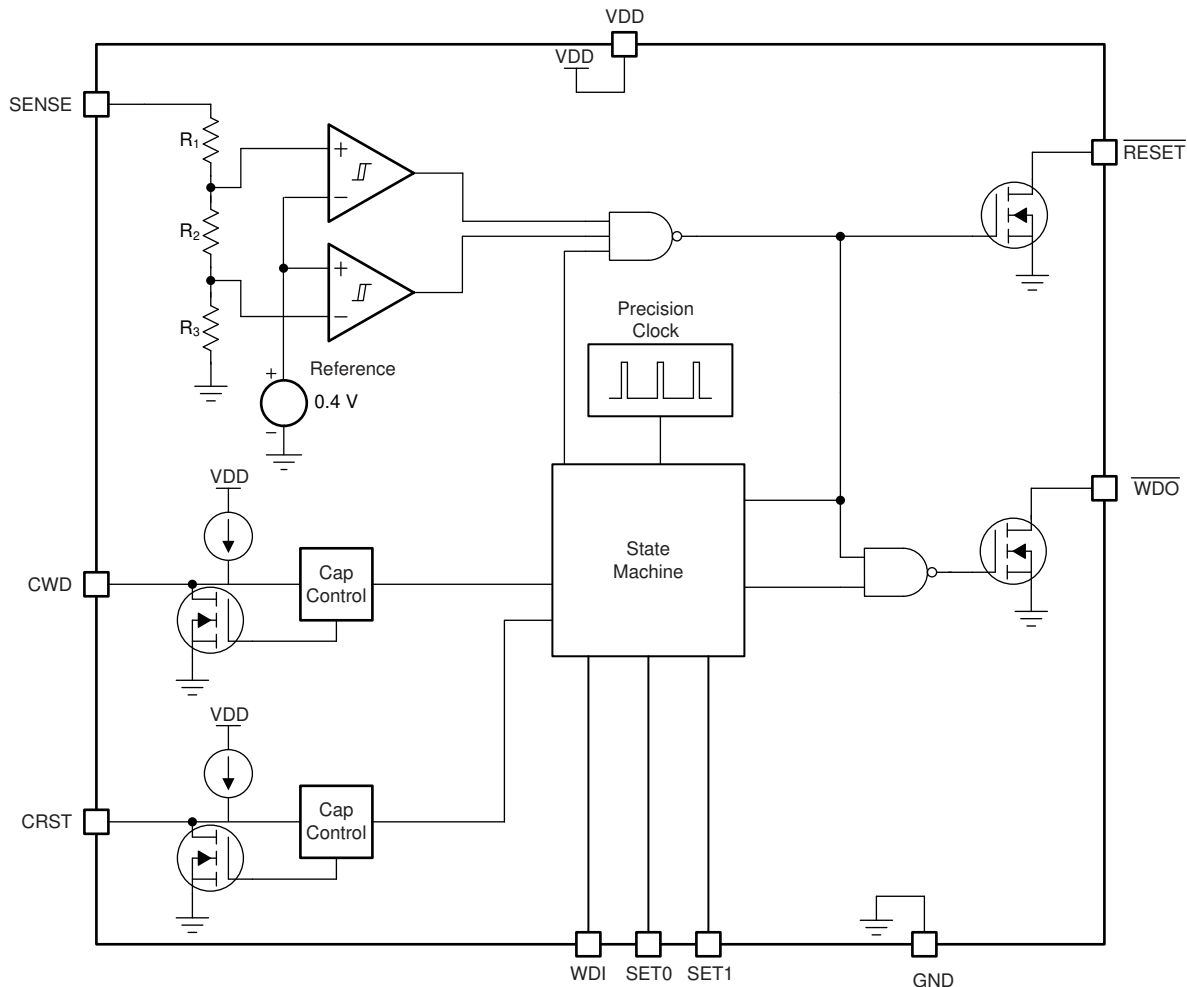 VDD
VDD
SENSE
R1
+
−
RESET
R2
+
−
R3
Precision
Clock
+
Reference
0.4 V
−
VDD
WDO
CWD
Cap
Control
State
Machine
VDD
CRST
Cap
Control
WDI
SET0
SET1
GND